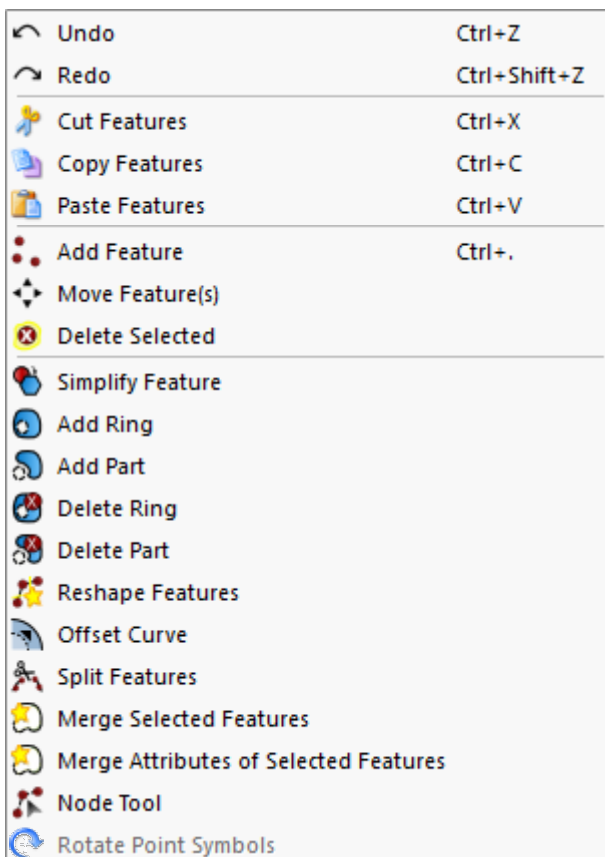 Undo Ctrl+Z
Redo Ctrl+Shift+Z
Cut Features Ctrl+X
Copy Features Ctrl+C
Paste Features Ctrl+V
Add Feature Ctrl+.
Move Feature(s)
Delete Selected
Simplify Feature
Add Ring
Add Part
Delete Ring
Delete Part
Reshape Features
Offset Curve
Split Features
Merge Selected Features
Merge Attributes of Selected Features
Node Tool
Rotate Point Symbols